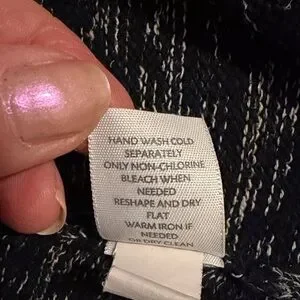 HAND WASH COLD
SEPARATELY
ONLY NON-CHLORINE
BLEACH WHEN
NEEDED
RESHAPE AND DRY
FLAT
WARM IRON IF
NEEDED
OR DRY CLEAN